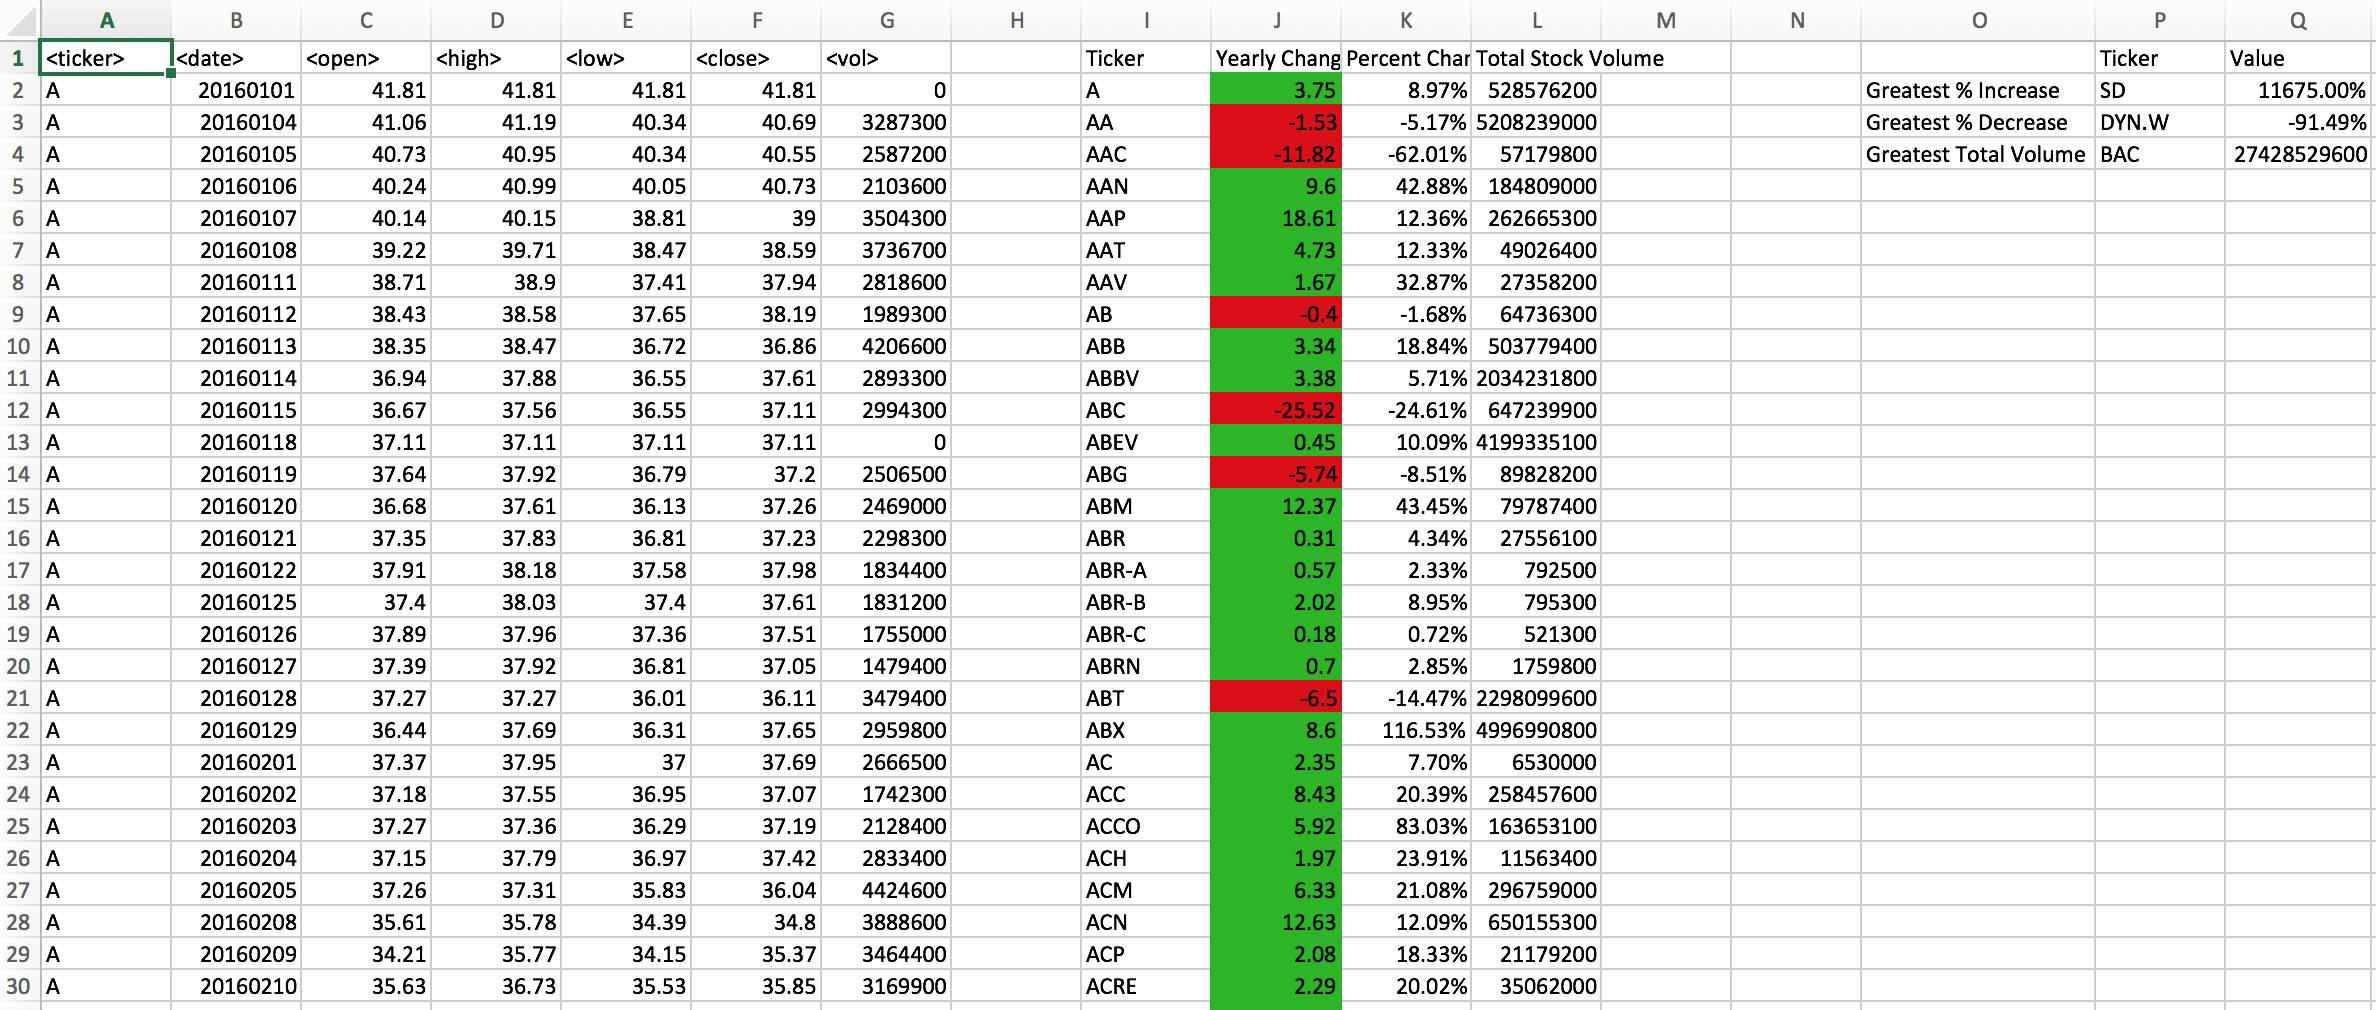 A B C D E F G H I J K L M N O P Q
1 <ticker> <date> <open> <high> <low> <close> <vol> Ticker Yearly Chang Percent Char Total Stock Volume Ticker Value
2 A 20160101 41.81 41.81 41.81 41.81 0 A 3.75 8.97% 528576200 Greatest % Increase SD 11675.00%
3 A 20160104 41.06 41.19 40.34 40.69 3287300 AA -1.53 -5.17% 5208239000 Greatest % Decrease DYN.W -91.49%
4 A 20160105 40.73 40.95 40.34 40.55 2587200 AAC -11.82 -62.01% 57179800 Greatest Total Volume BAC 27428529600
5 A 20160106 40.24 40.99 40.05 40.73 2103600 AAN 9.6 42.88% 184809000
6 A 20160107 40.14 40.15 38.81 39 3504300 AAP 18.61 12.36% 262665300
7 A 20160108 39.22 39.71 38.47 38.59 3736700 AAT 4.73 12.33% 49026400
8 A 20160111 38.71 38.9 37.41 37.94 2818600 AAV 1.67 32.87% 27358200
9 A 20160112 38.43 38.58 37.65 38.19 1989300 AB -0.4 -1.68% 64736300
10 A 20160113 38.35 38.47 36.72 36.86 4206600 ABB 3.34 18.84% 503779400
11 A 20160114 36.94 37.88 36.55 37.61 2893300 ABBV 3.38 5.71% 2034231800
12 A 20160115 36.67 37.56 36.55 37.11 2994300 ABC -25.52 -24.61% 647239900
13 A 20160118 37.11 37.11 37.11 37.11 0 ABEV 0.45 10.09% 4199335100
14 A 20160119 37.64 37.92 36.79 37.2 2506500 ABG -5.74 -8.51% 89828200
15 A 20160120 36.68 37.61 36.13 37.26 2469000 ABM 12.37 43.45% 79787400
16 A 20160121 37.35 37.83 36.81 37.23 2298300 ABR 0.31 4.34% 27556100
17 A 20160122 37.91 38.18 37.58 37.98 1834400 ABR-A 0.57 2.33% 792500
18 A 20160125 37.4 38.03 37.4 37.61 1831200 ABR-B 2.02 8.95% 795300
19 A 20160126 37.89 37.96 37.36 37.51 1755000 ABR-C 0.18 0.72% 521300
20 A 20160127 37.39 37.92 36.81 37.05 1479400 ABRN 0.7 2.85% 1759800
21 A 20160128 37.27 37.27 36.01 36.11 3479400 ABT -6.5 -14.47% 2298099600
22 A 20160129 36.44 37.69 36.31 37.65 2959800 ABX 8.6 116.53% 4996990800
23 A 20160201 37.37 37.95 37 37.69 2666500 AC 2.35 7.70% 6530000
24 A 20160202 37.18 37.55 36.95 37.07 1742300 ACC 8.43 20.39% 258457600
25 A 20160203 37.27 37.36 36.29 37.19 2128400 ACCO 5.92 83.03% 163653100
26 A 20160204 37.15 37.79 36.97 37.42 2833400 ACH 1.97 23.91% 11563400
27 A 20160205 37.26 37.31 35.83 36.04 4424600 ACM 6.33 21.08% 296759000
28 A 20160208 35.61 35.78 34.39 34.8 3888600 ACN 12.63 12.09% 650155300
29 A 20160209 34.21 35.77 34.15 35.37 3464400 ACP 2.08 18.33% 21179200
30 A 20160210 35.63 36.73 35.53 35.85 3169900 ACRE 2.29 20.02% 35062000